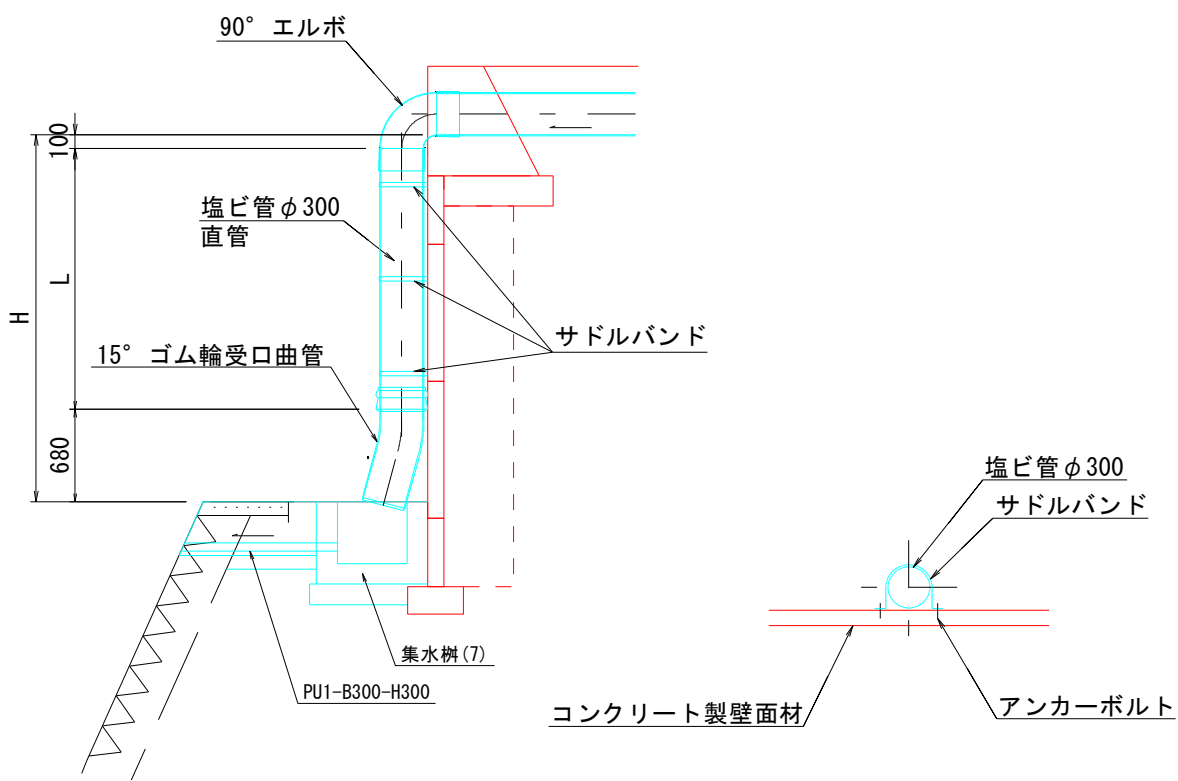 90° エルボ
100
塩ビ管φ300
直管
L
H
サドルバンド
15° ゴム輪受口曲管
680
塩ビ管φ300
サドルバンド
集水桝(7)
PU1-B300-H300
コンクリート製壁面材
アンカーボルト